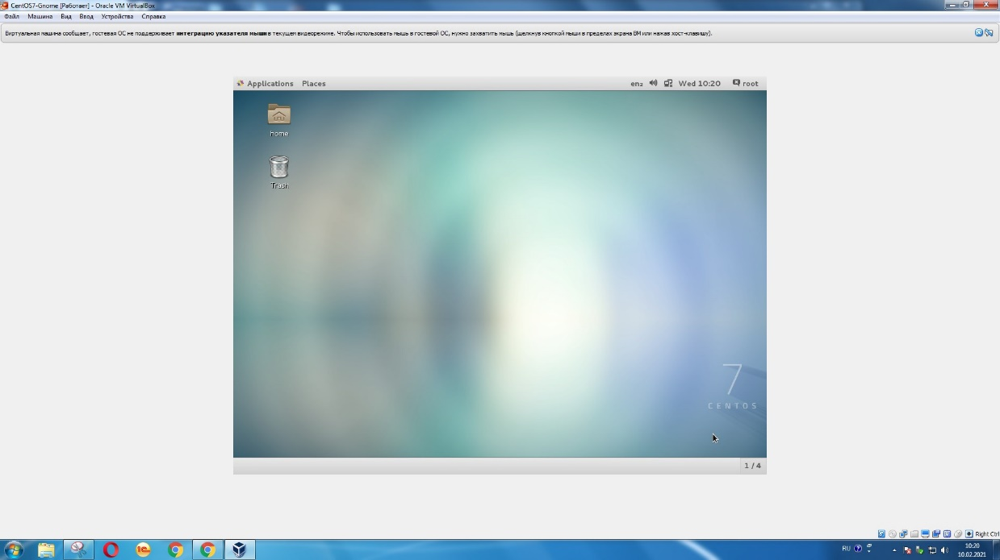 CentOS7-Gnome [Работает] - Oracle VM VirtualBox
Файл Машина Вид Ввод Устройства Справка
Виртуальная машина сообщает, гостевая ОС не поддерживает интеграцию указателя мыши в текущем видеорежиме. Чтобы использовать мышь в гостевой ОС, нужно захватить мышь (щелкнув кнопкой мыши в пределах экрана ВМ или нажав хост-клавишу).
Applications Places en₂ Wed 10:20 root
home
Trash
7
CENTOS
1 / 4
Right Ctrl
RU 10:20
10.02.2021